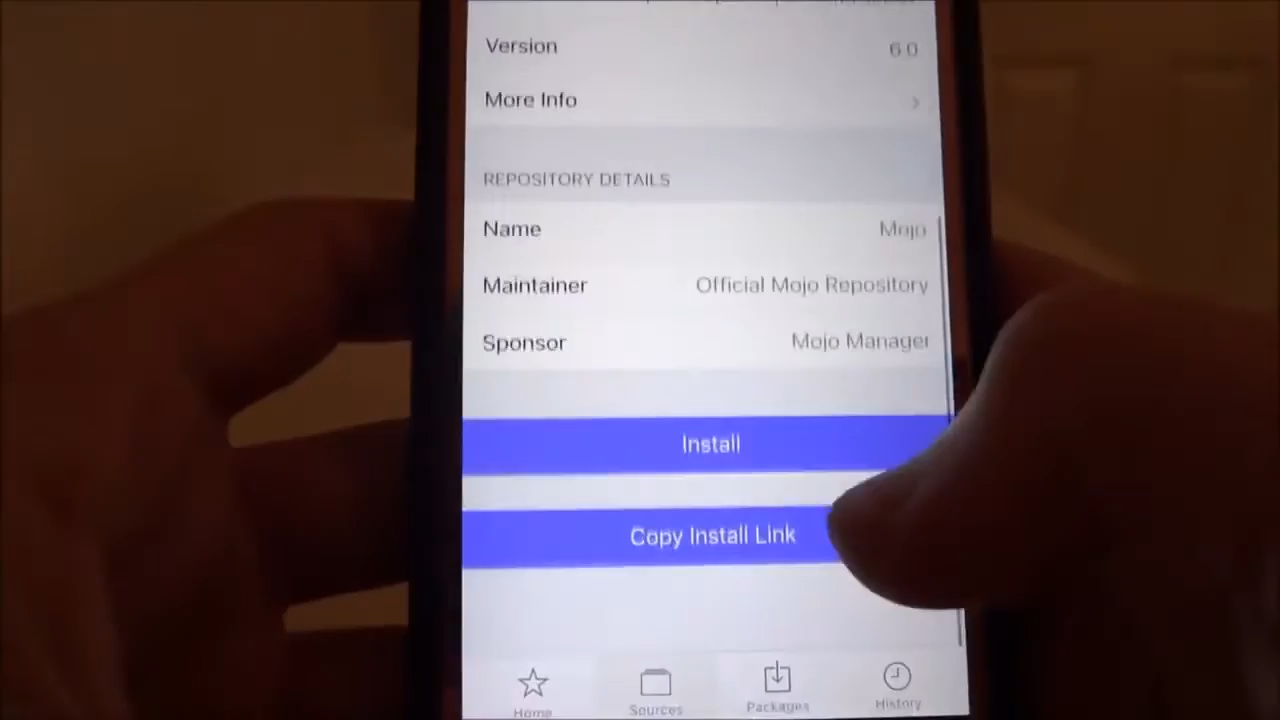 Version 6.0
More Info
REPOSITORY DETAILS
Name Mojo
Maintainer Official Mojo Repository
Sponsor Mojo Manager
Install
Copy Install Link
Home Sources Packages History